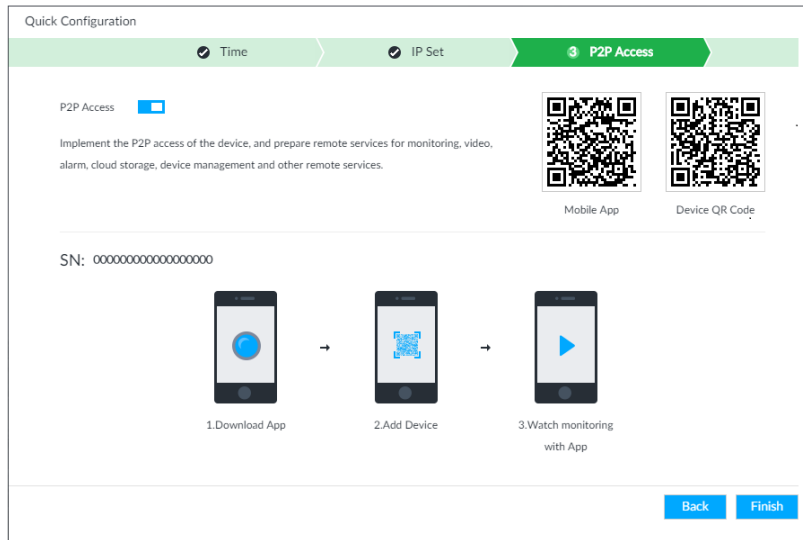 Quick Configuration
Time
IP Set
3 P2P Access
P2P Access
Implement the P2P access of the device, and prepare remote services for monitoring, video,
alarm, cloud storage, device management and other remote services.
Mobile App
Device QR Code
SN: 000000000000000000
1.Download App
2.Add Device
3.Watch monitoring
with App
Back
Finish